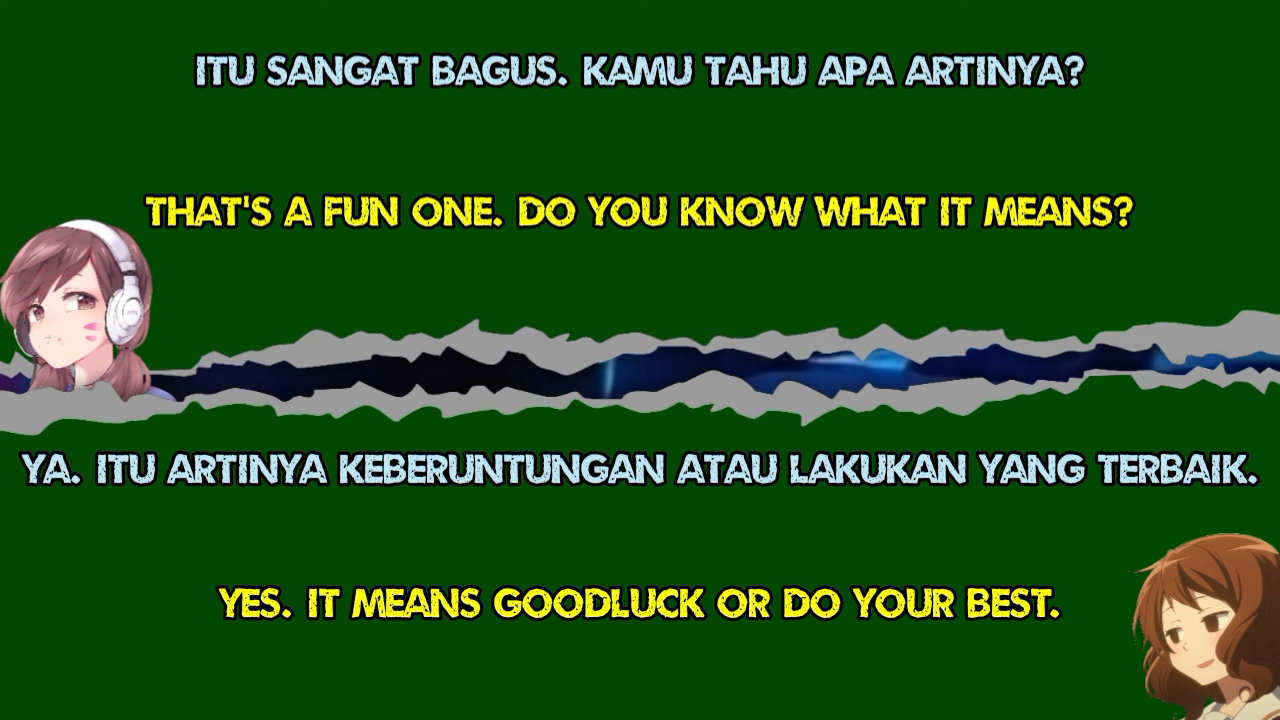 ITU SANGAT BAGUS. KAMU TAHU APA ARTINYA?
THAT'S A FUN ONE. DO YOU KNOW WHAT IT MEANS?
YA. ITU ARTINYA KEBERUNTUNGAN ATAU LAKUKAN YANG TERBAIK.
YES. IT MEANS GOODLUCK OR DO YOUR BEST.